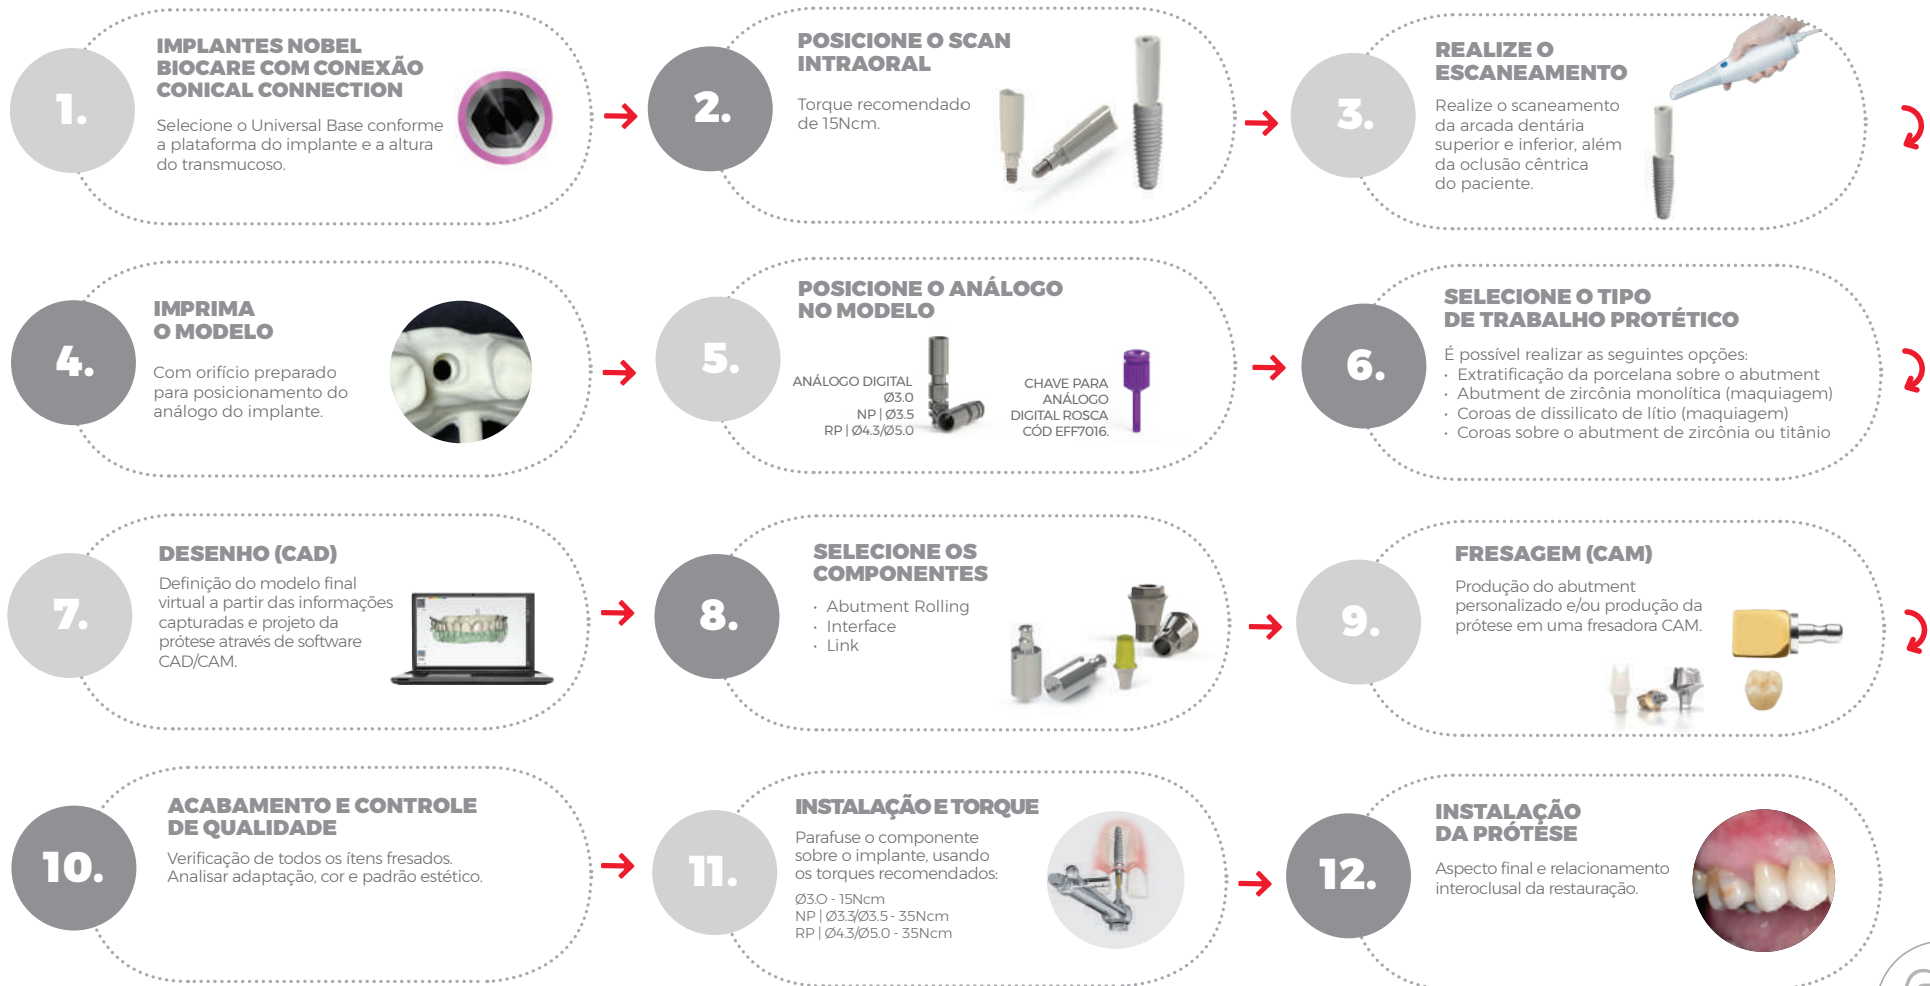 1.
IMPLANTES NOBEL
BIOCARE COM CONEXÃO
CONICAL CONNECTION
Selecione o Universal Base conforme
a plataforma do implante e a altura
do transmucoso.
2.
POSICIONE O SCAN
INTRAORAL
Torque recomendado
de 15Ncm.
3.
REALIZE O
ESCANEAMENTO
Realize o scaneamento
da arcada dentária
superior e inferior, além
da oclusão cêntrica
do paciente.
4.
IMPRIMA
O MODELO
Com orifício preparado
para posicionamento do
análogo do implante.
5.
POSICIONE O ANÁLOGO
NO MODELO
ANÁLOGO DIGITAL
Ø3.0
NP | Ø3.5
RP | Ø4.3/Ø5.0
CHAVE PARA
ANÁLOGO
DIGITAL ROSCA
CÓD EFF7016.
6.
SELECIONE O TIPO
DE TRABALHO PROTÉTICO
É possível realizar as seguintes opções:
· Extratificação da porcelana sobre o abutment
· Abutment de zircônia monolítica (maquiagem)
· Coroas de dissilicato de lítio (maquiagem)
· Coroas sobre o abutment de zircônia ou titânio
7.
DESENHO (CAD)
Definição do modelo final
virtual a partir das informações
capturadas e projeto da
prótese através de software
CAD/CAM.
8.
SELECIONE OS
COMPONENTES
· Abutment Rolling
· Interface
· Link
9.
FRESAGEM (CAM)
Produção do abutment
personalizado e/ou produção da
prótese em uma fresadora CAM.
10.
ACABAMENTO E CONTROLE
DE QUALIDADE
Verificação de todos os ítens fresados.
Analisar adaptação, cor e padrão estético.
11.
INSTALAÇÃO E TORQUE
Parafuse o componente
sobre o implante, usando
os torques recomendados:
Ø3.0 - 15Ncm
NP | Ø3.3/Ø3.5 - 35Ncm
RP | Ø4.3/Ø5.0 - 35Ncm
12.
INSTALAÇÃO
DA PRÓTESE
Aspecto final e relacionamento
interoclusal da restauração.